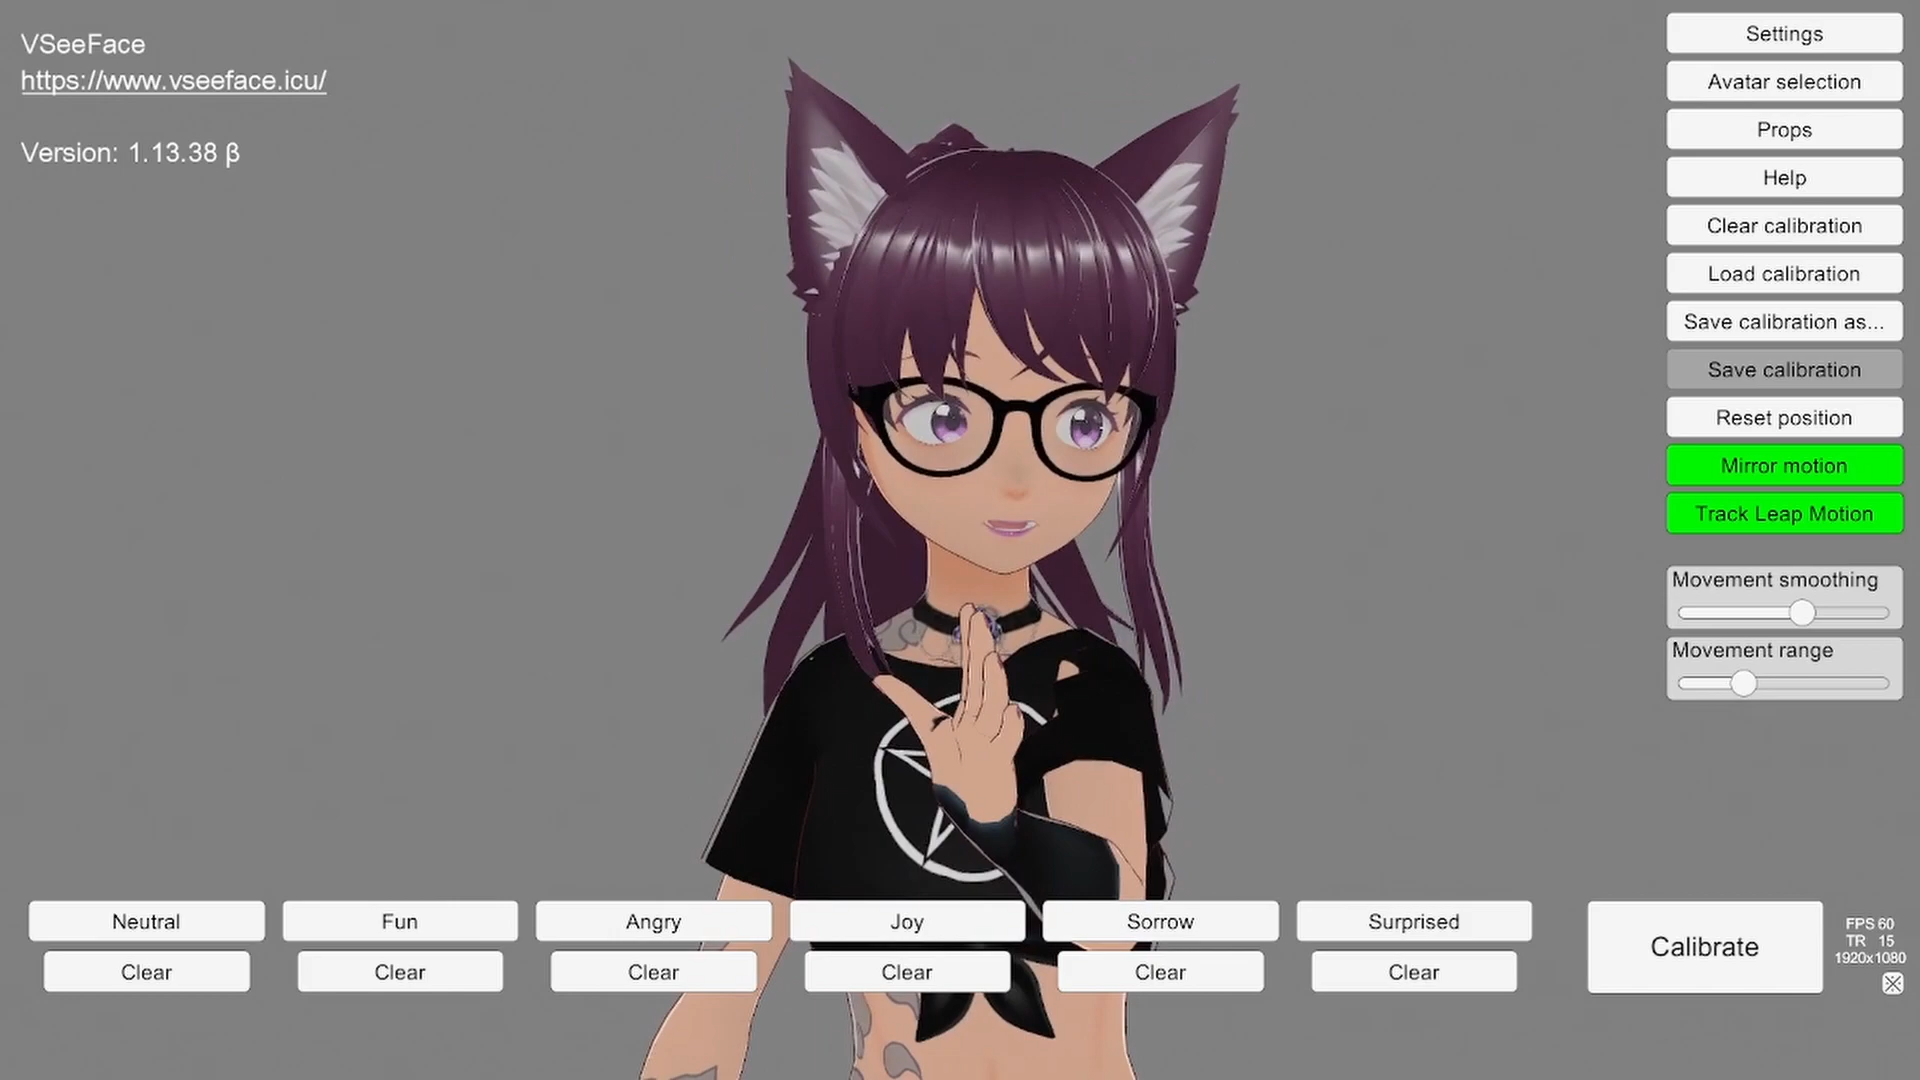 VSeeFace
https://www.vseeface.icu/
Version: 1.13.38 β
Settings
Avatar selection
Props
Help
Clear calibration
Load calibration
Save calibration as...
Save calibration
Reset position
Mirror motion
Track Leap Motion
Movement smoothing
Movement range
Neutral
Fun
Angry
Joy
Sorrow
Surprised
Clear
Clear
Clear
Clear
Clear
Clear
Calibrate
FPS 60
TR 15
1920x1080